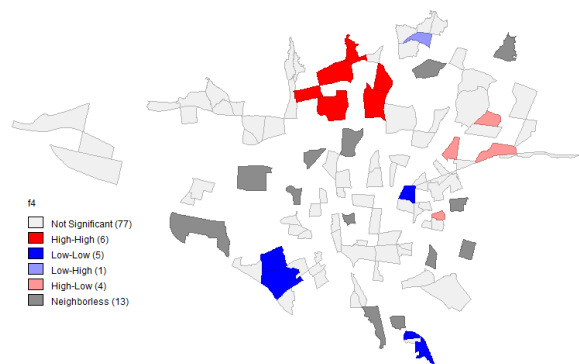 f4
Not Significant (77)
High-High (6)
Low-Low (5)
Low-High (1)
High-Low (4)
Neighborless (13)